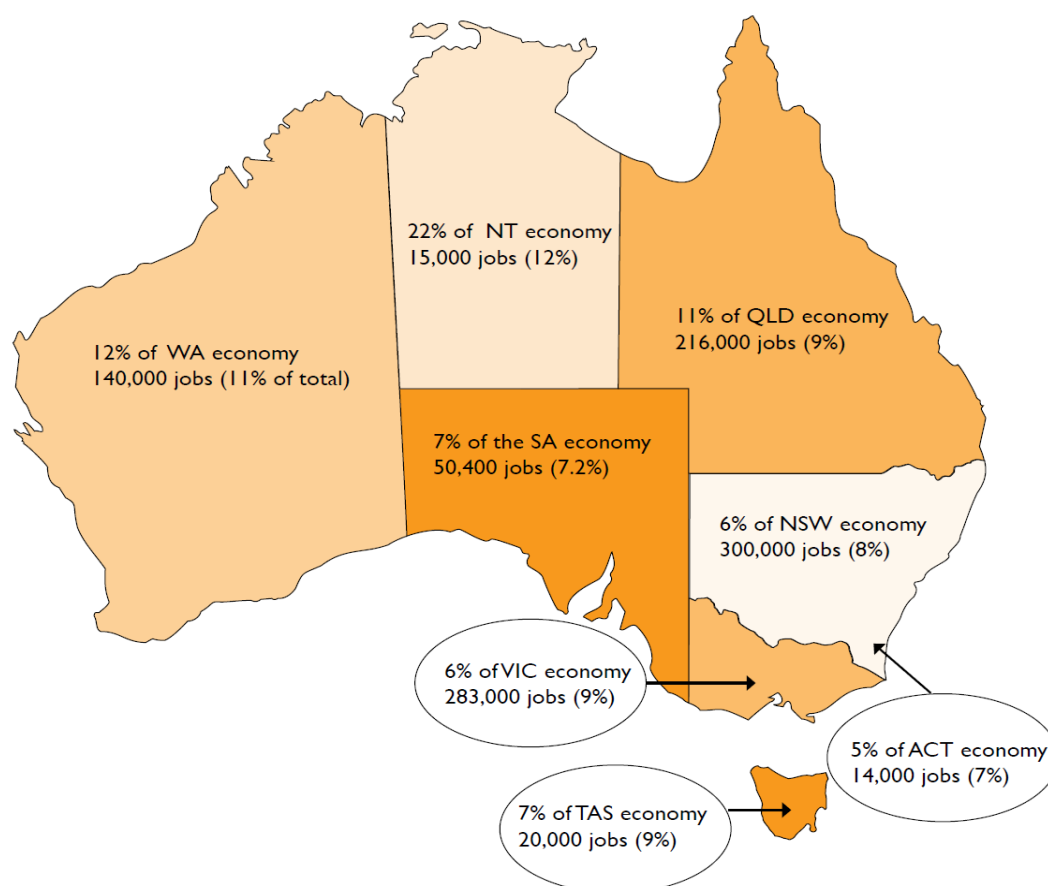 22% of NT economy
15,000 jobs (12%)
11% of QLD economy
216,000 jobs (9%)
12% of WA economy
140,000 jobs (11% of total)
7% of the SA economy
50,400 jobs (7.2%)
6% of NSW economy
300,000 jobs (8%)
6% of VIC economy
283,000 jobs (9%)
5% of ACT economy
14,000 jobs (7%)
7% of TAS economy
20,000 jobs (9%)